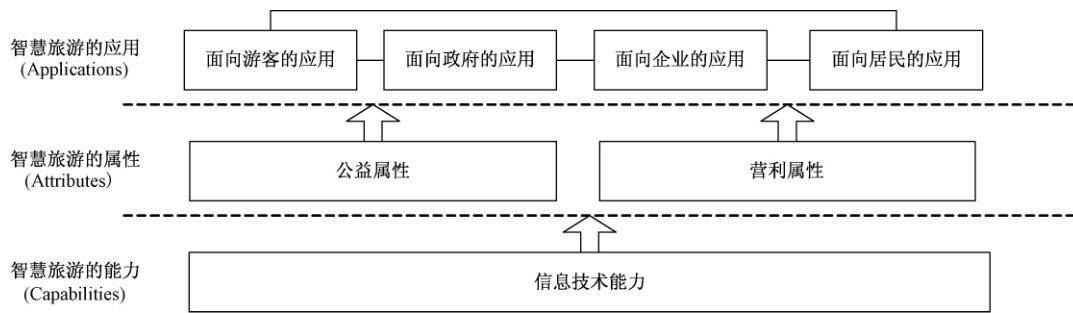 智慧旅游的应用
(Applications)
面向游客的应用
面向政府的应用
面向企业的应用
面向居民的应用
智慧旅游的属性
(Attributes)
公益属性
营利属性
智慧旅游的能力
(Capabilities)
信息技术能力